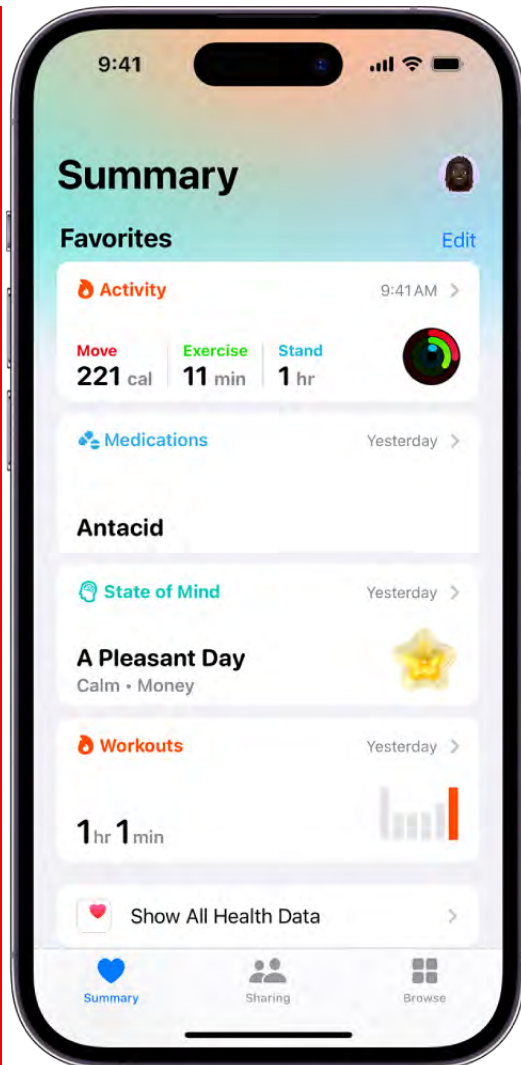 9:41
Summary
Favorites
Edit
Activity
9:41 AM
Move
Exercise
Stand
221 cal
11 min
1 hr
Medications
Yesterday
Antacid
State of Mind
Yesterday
A Pleasant Day
Calm • Money
Workouts
Yesterday
1 hr 1 min
Show All Health Data
Summary
Sharing
Browse